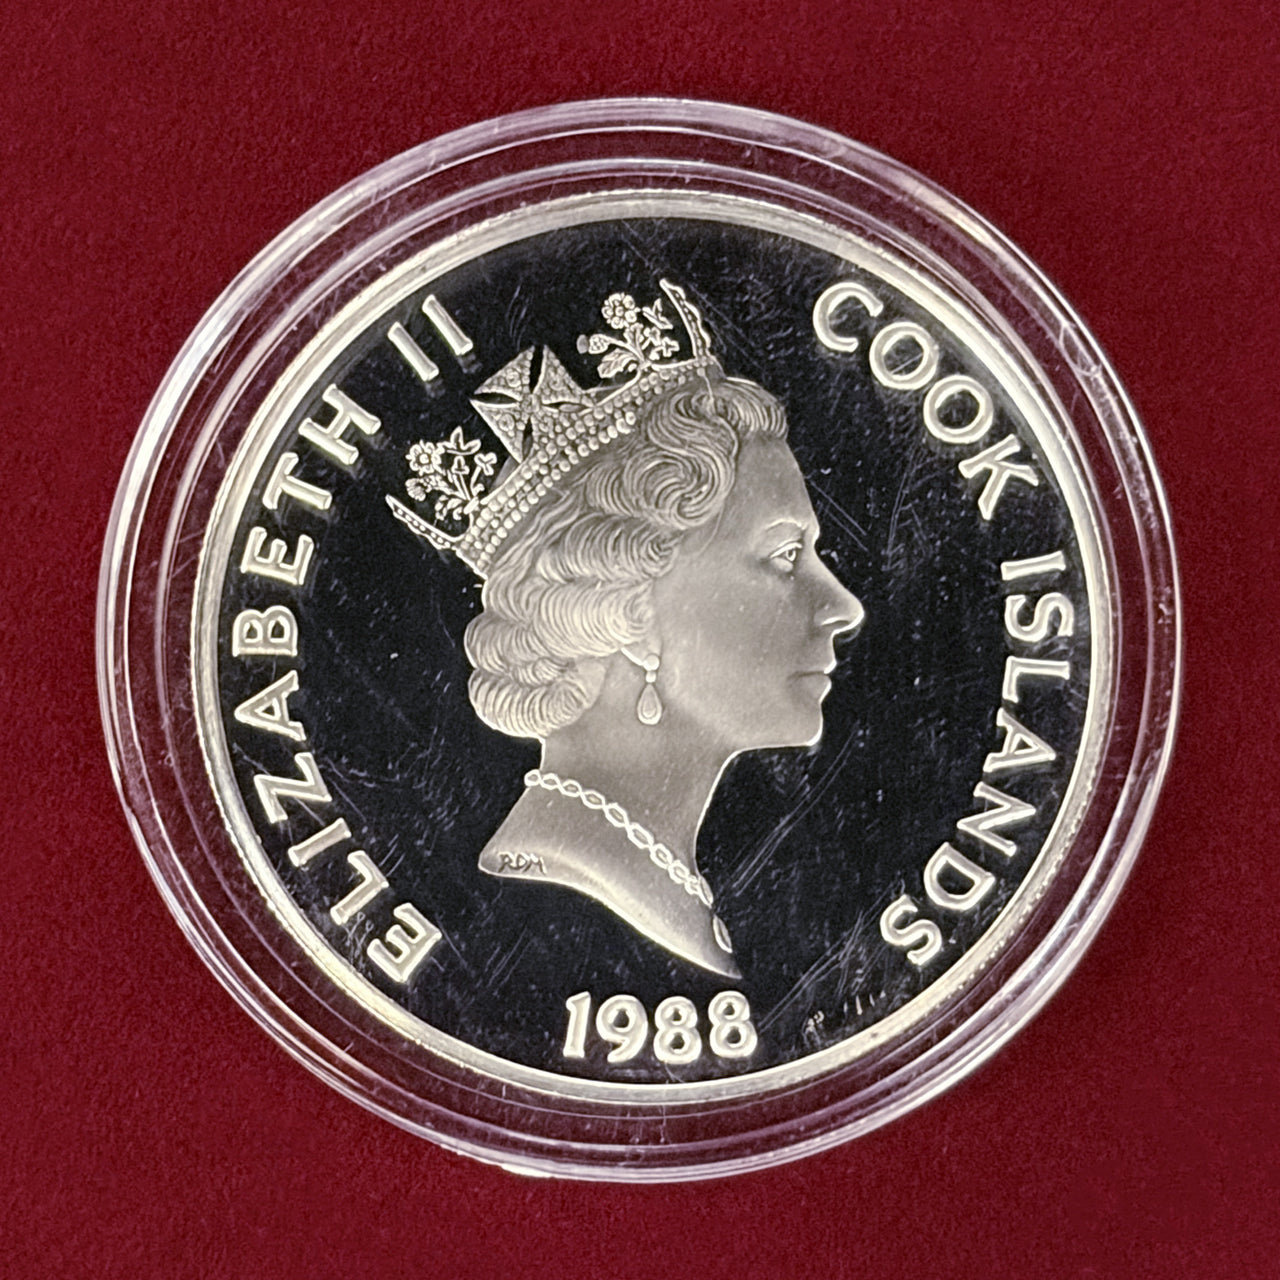 ELIZABETH II
COOK ISLANDS
RDM
1988